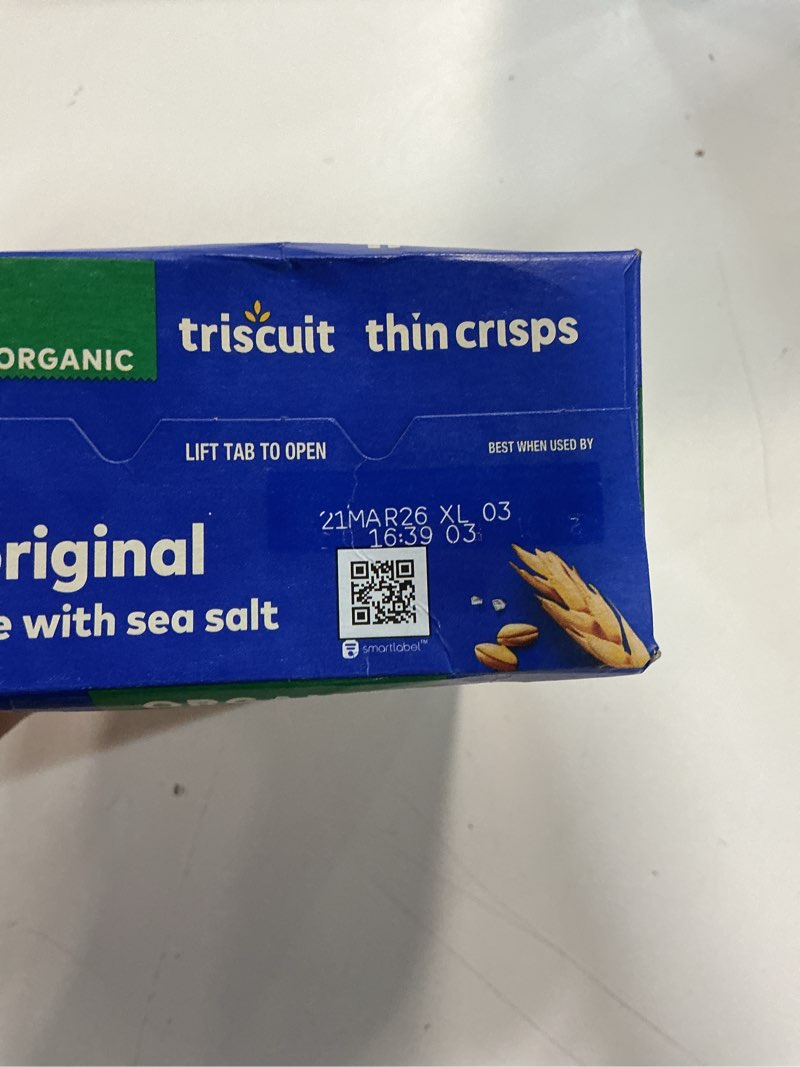 ORGANIC
triscuit thin crisps
LIFT TAB TO OPEN
BEST WHEN USED BY
21MAR26 XL 03
16:39 03
original
with sea salt
smartlabel™